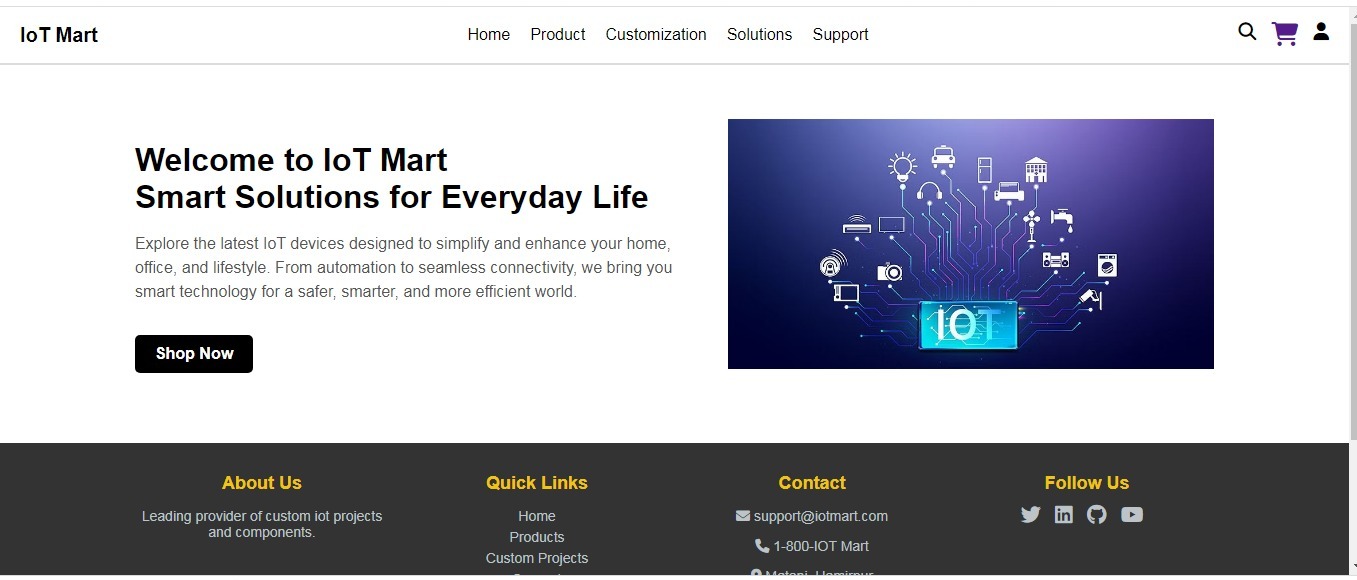 IoT Mart
Home Product Customization Solutions Support
Welcome to IoT Mart
Smart Solutions for Everyday Life
Explore the latest IoT devices designed to simplify and enhance your home,
office, and lifestyle. From automation to seamless connectivity, we bring you
smart technology for a safer, smarter, and more efficient world.
Shop Now
IOT
About Us
Leading provider of custom iot projects
and components.
Quick Links
Home
Products
Custom Projects
Contact
support@iotmart.com
1-800-IOT Mart
Follow Us